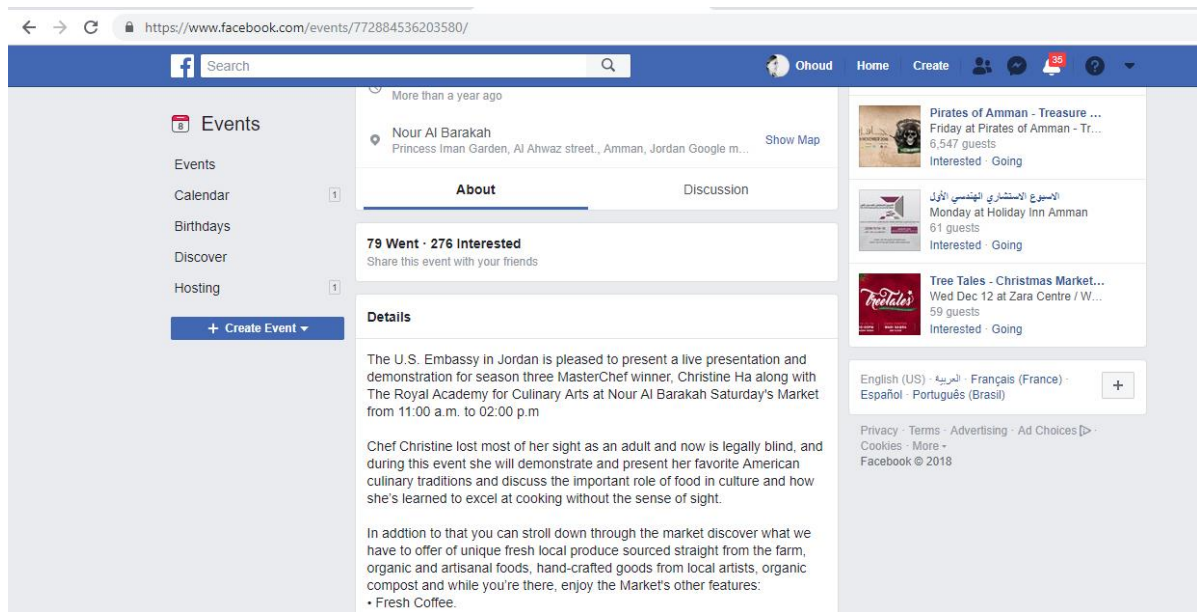 https://www.facebook.com/events/772884536203580/
f
Search
Ohoud
Home
Create
35
8
Events
Events
Calendar
1
Birthdays
Discover
Hosting
1
+ Create Event
More than a year ago
Nour Al Barakah
Princess Iman Garden, Al Ahwaz street., Amman, Jordan Google m...
Show Map
About
Discussion
79 Went · 276 Interested
Share this event with your friends
Details
The U.S. Embassy in Jordan is pleased to present a live presentation and
demonstration for season three MasterChef winner, Christine Ha along with
The Royal Academy for Culinary Arts at Nour Al Barakah Saturday's Market
from 11:00 a.m. to 02:00 p.m
Chef Christine lost most of her sight as an adult and now is legally blind, and
during this event she will demonstrate and present her favorite American
culinary traditions and discuss the important role of food in culture and how
she's learned to excel at cooking without the sense of sight.
In addtion to that you can stroll down through the market discover what we
have to offer of unique fresh local produce sourced straight from the farm,
organic and artisanal foods, hand-crafted goods from local artists, organic
compost and while you're there, enjoy the Market's other features:
• Fresh Coffee.
Pirates of Amman - Treasure ...
Friday at Pirates of Amman - Tr...
6,547 guests
Interested · Going
الاسبوع الاستشاري الهندسي الأول
Monday at Holiday Inn Amman
61 guests
Interested · Going
TreeTales
Tree Tales - Christmas Market...
Wed Dec 12 at Zara Centre / W...
59 guests
Interested · Going
English (US) · العربية · Français (France) ·
Español · Português (Brasil)
+
Privacy · Terms · Advertising · Ad Choices ·
Cookies · More
Facebook © 2018